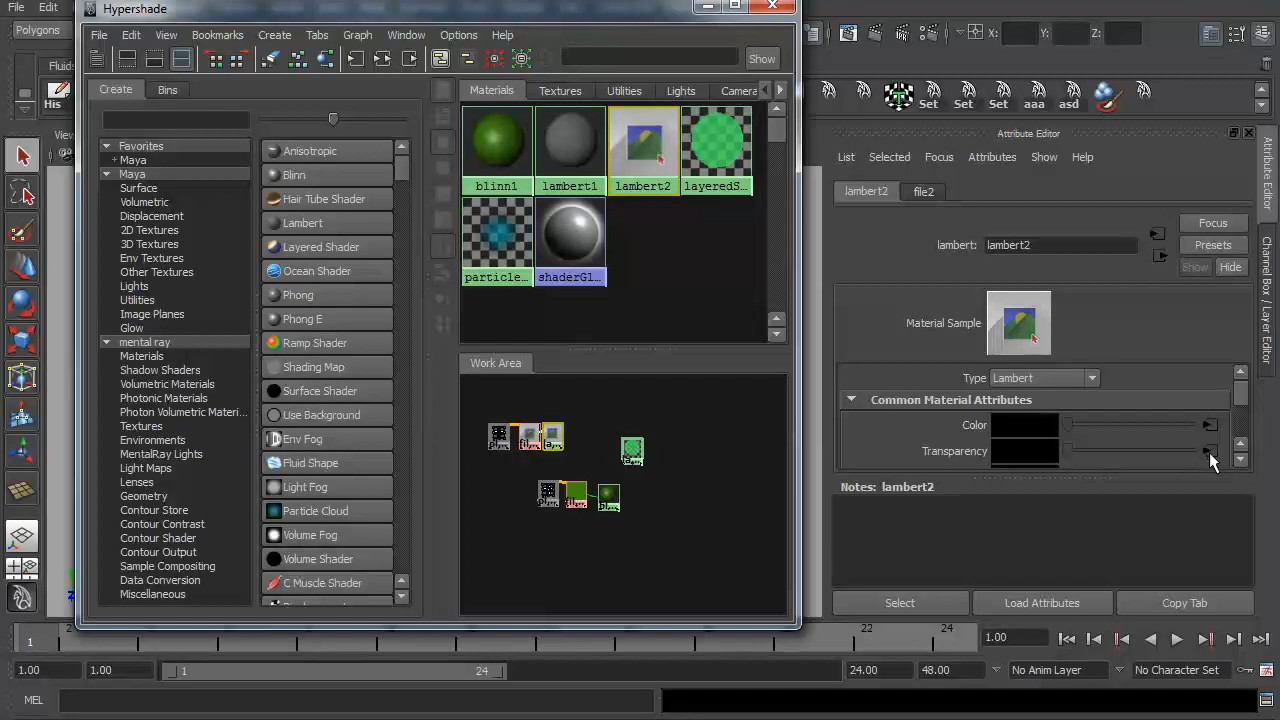 Hypershade
File Edit
File Edit View Bookmarks Create Tabs Graph Window Options Help
Polygons
X: Y: Z:
Show
Fluids
Create Bins
Materials Textures Utilities Lights Camera
His
Set Set Set aaa asd
View
blinn1 lambert1 lambert2 layeredS...
particle... shaderGl...
Favorites
+ Maya
Maya
Surface
Volumetric
Displacement
2D Textures
3D Textures
Env Textures
Other Textures
Lights
Utilities
Image Planes
Glow
mental ray
Materials
Shadow Shaders
Volumetric Materials
Photonic Materials
Photon Volumetric Materi...
Textures
Environments
MentalRay Lights
Light Maps
Lenses
Geometry
Contour Store
Contour Contrast
Contour Shader
Contour Output
Sample Compositing
Data Conversion
Miscellaneous
Anisotropic
Blinn
Hair Tube Shader
Lambert
Layered Shader
Ocean Shader
Phong
Phong E
Ramp Shader
Shading Map
Surface Shader
Use Background
Env Fog
Fluid Shape
Light Fog
Particle Cloud
Volume Fog
Volume Shader
C Muscle Shader
Work Area
Attribute Editor
List Selected Focus Attributes Show Help
lambert2 file2
lambert: lambert2
Focus
Presets
Show Hide
Material Sample
Type Lambert
Common Material Attributes
Color
Transparency
Notes: lambert2
Select Load Attributes Copy Tab
Attribute Editor
Channel Box / Layer Editor
1 2 22 24
1.00
1.00 1.00 1 24 24.00 48.00 No Anim Layer No Character Set
MEL